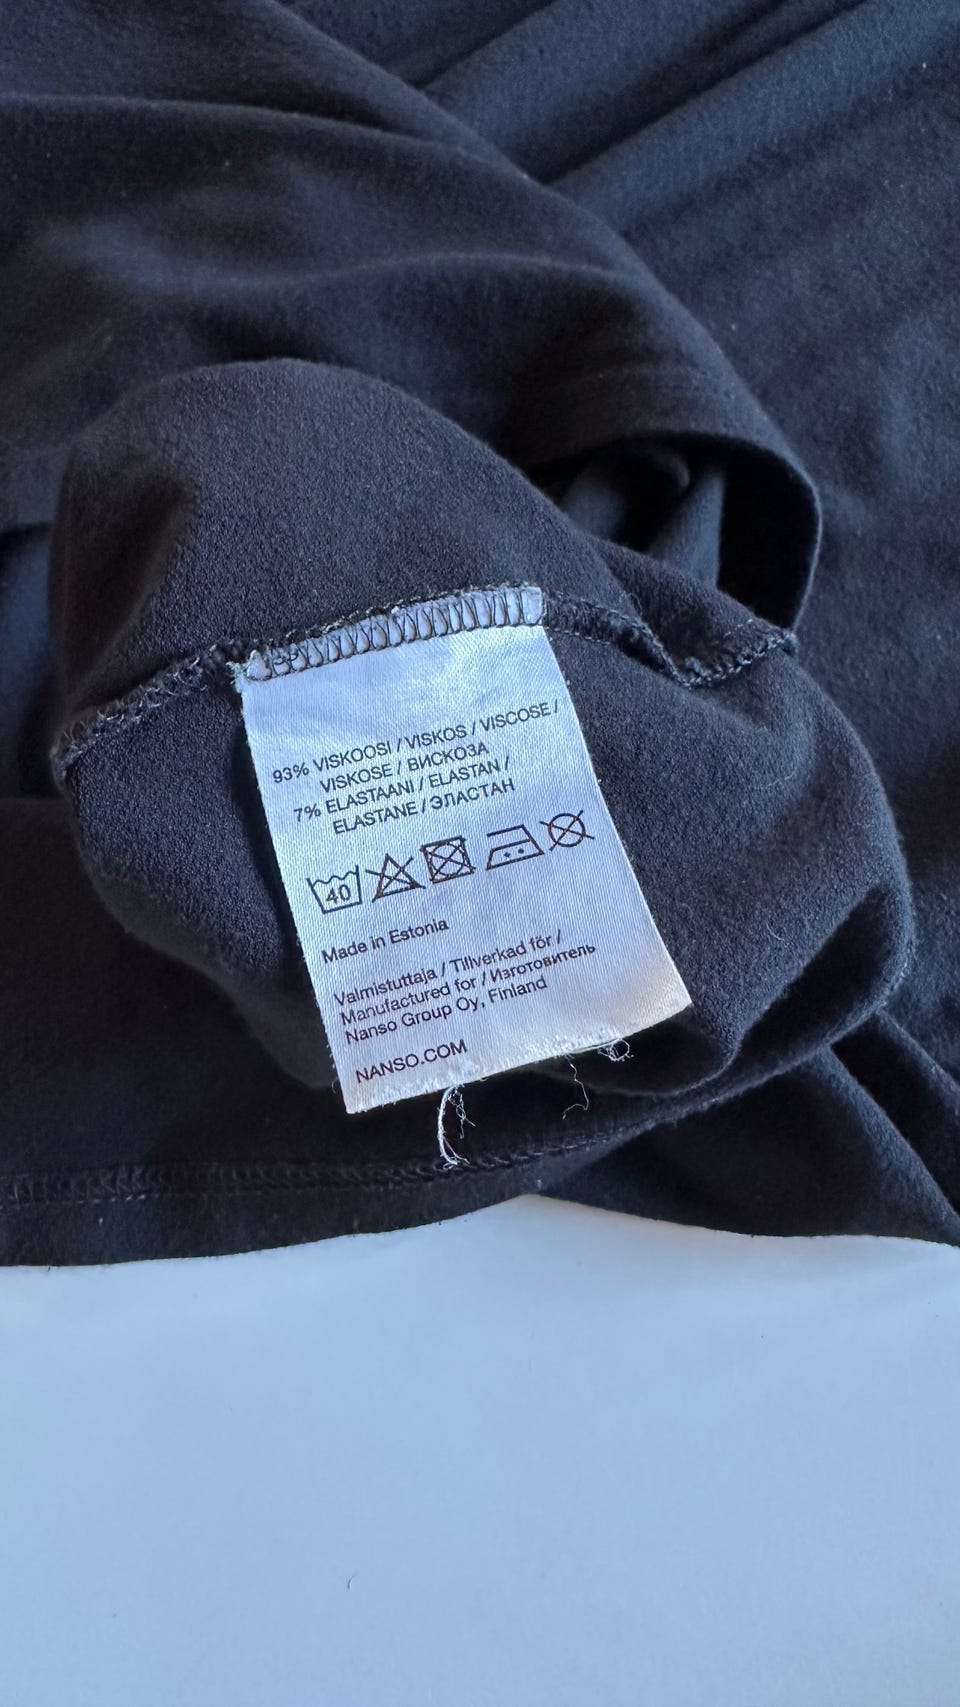 93% VISKOOSI / VISKOS / VISCOSE /
VISKOSE / ВИСКОЗА
7% ELASTAANI / ELASTAN /
ELASTANE / ЭЛАСТАН
40
Made in Estonia
Valmistuttaja / Tillverkad för /
Manufactured for / Изготовитель
Nanso Group Oy, Finland
NANSO.COM